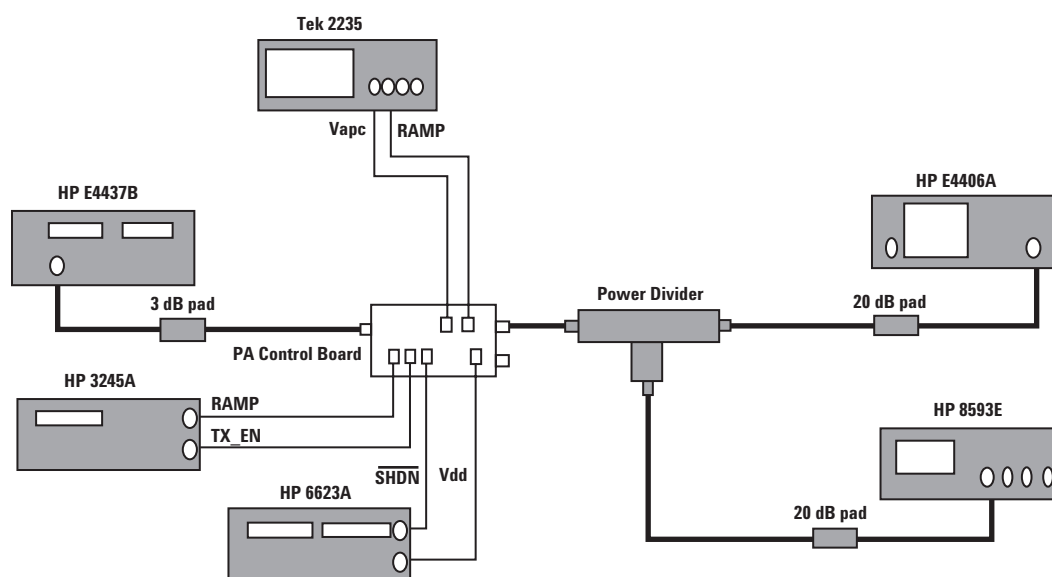 Tek 2235
Vapc
RAMP
HP E4437B
HP E4406A
3 dB pad
Power Divider
20 dB pad
PA Control Board
HP 3245A
RAMP
TX_EN
HP 8593E
SHDN
Vdd
HP 6623A
20 dB pad